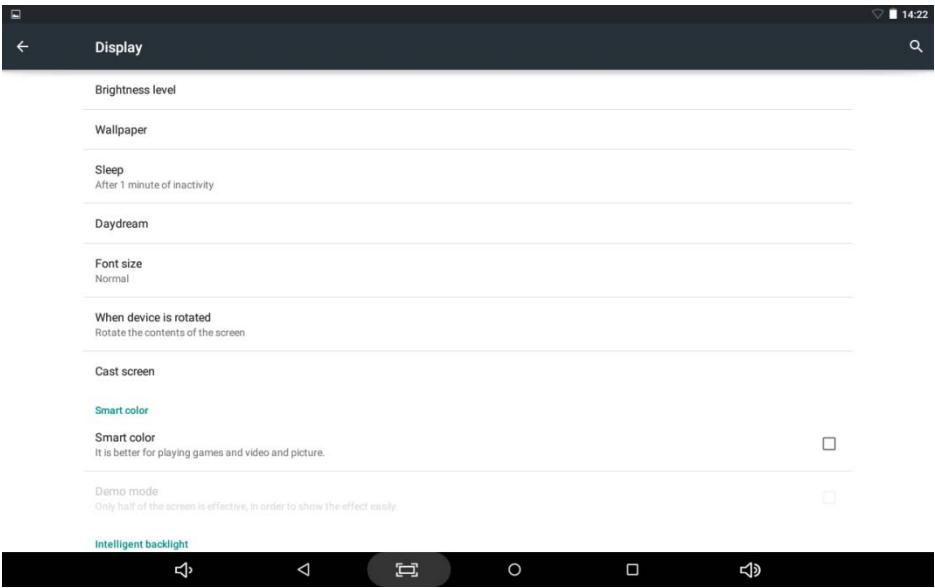 14:22
Display
Brightness level
Wallpaper
Sleep
After 1 minute of inactivity
Daydream
Font size
Normal
When device is rotated
Rotate the contents of the screen
Cast screen
Smart color
Smart color
It is better for playing games and video and picture.
Demo mode
Only half of the screen is effective, in order to show the effect easily.
Intelligent backlight